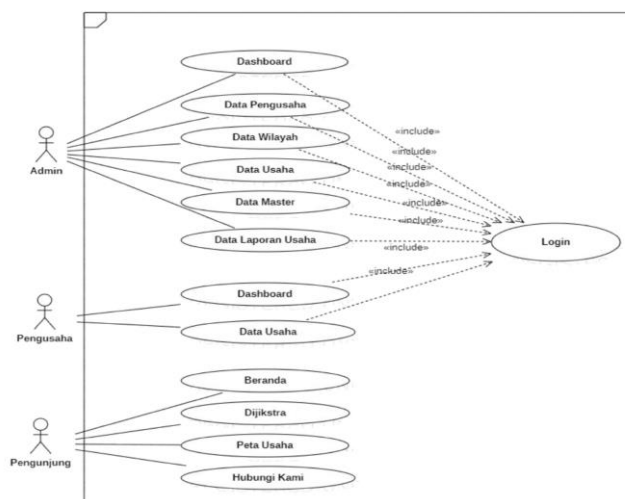 Dashboard
Data Pengusaha
«include»
Data Wilayah
«include»
«include»
Admin
Data Usaha
«include»
Data Master
«include»
«include»
Data Laporan Usaha
Login
«include»
«include»
Dashboard
Pengusaha
Data Usaha
Beranda
Dijikstra
Peta Usaha
Pengunjung
Hubungi Kami